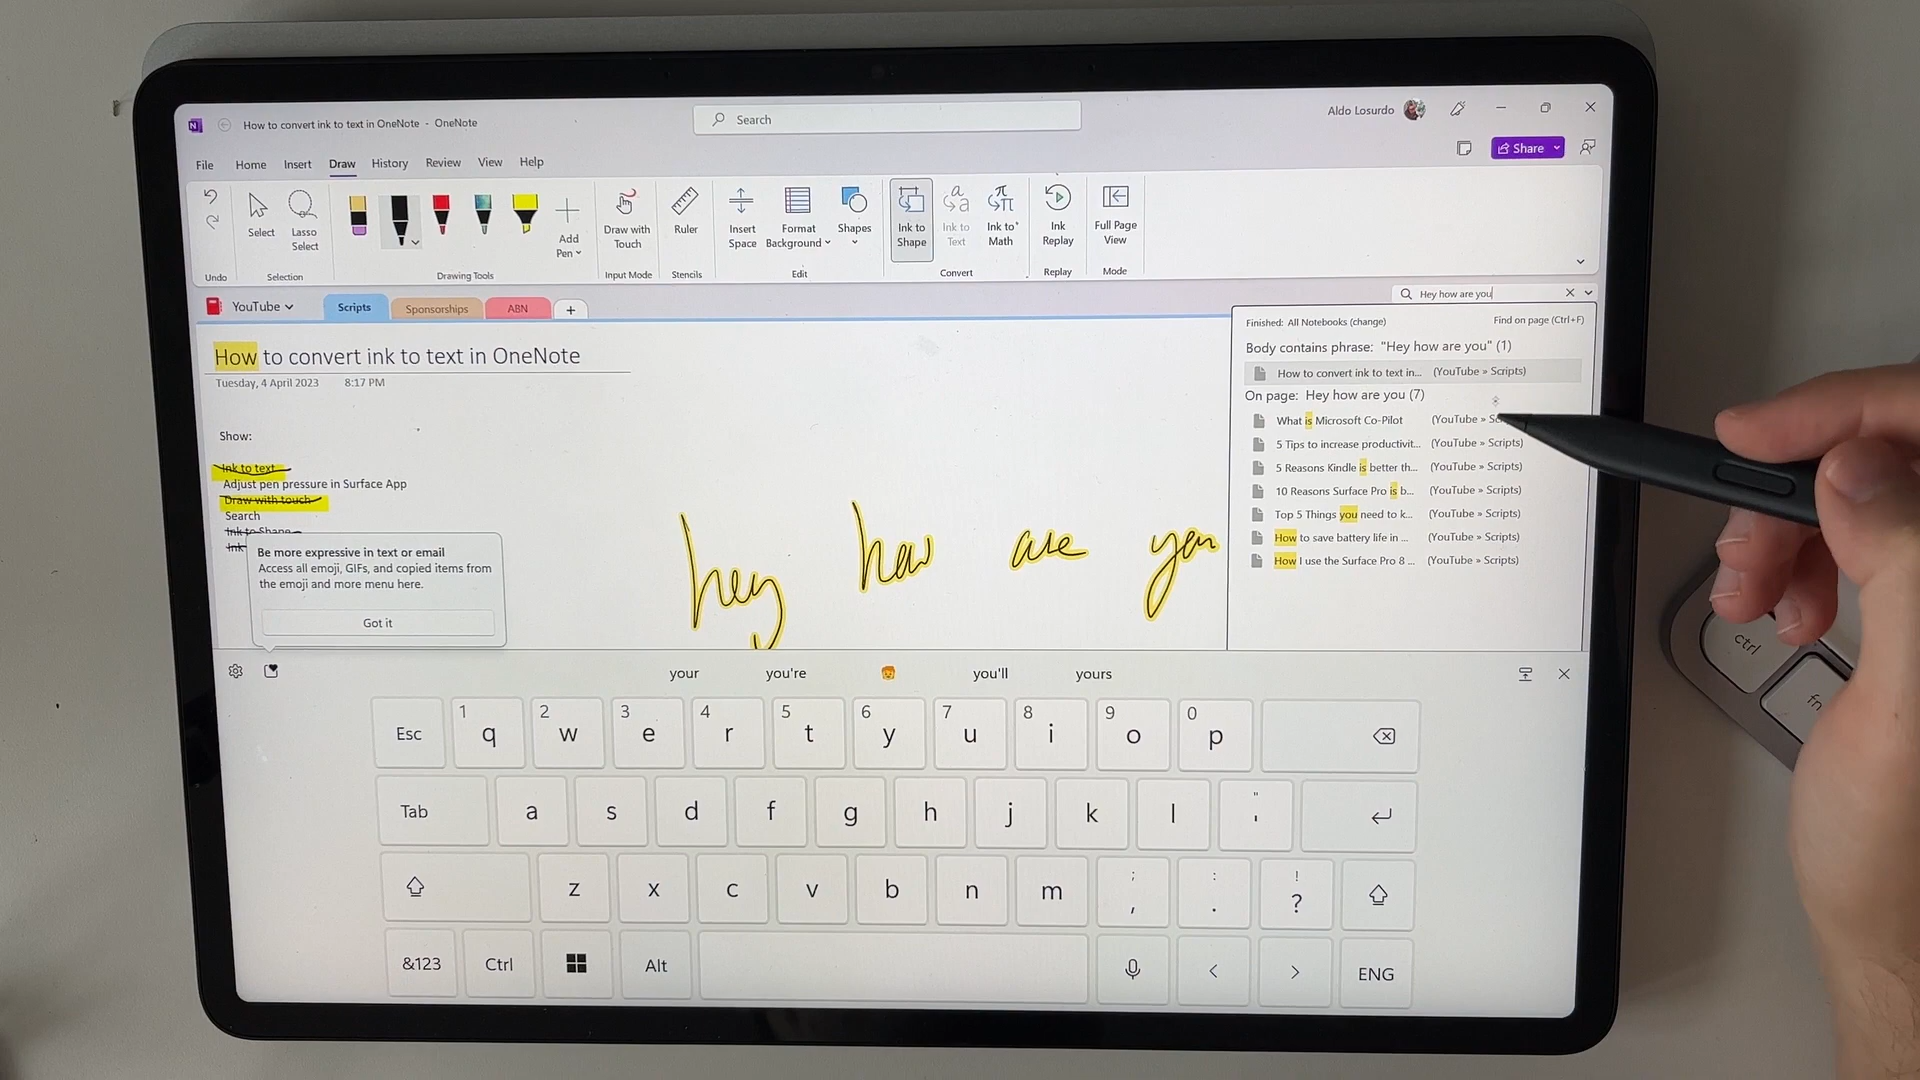 How to convert ink to text in OneNote - OneNote
Search
Aldo Losurdo
File Home Insert Draw History Review View Help
Share
Select
Lasso Select
Add Pen
Draw with Touch
Ruler
Insert Space
Format Background
Shapes
Ink to Shape
Ink to Text
Ink to Math
Ink Replay
Full Page View
Undo Selection Drawing Tools Input Mode Stencils Edit Convert Replay Mode
YouTube Scripts Sponsorships ABN +
Hey how are you
Finished: All Notebooks (change) Find on page (Ctrl+F)
Body contains phrase: "Hey how are you" (1)
How to convert ink to text in... (YouTube » Scripts)
On page: Hey how are you (7)
What is Microsoft Co-Pilot (YouTube »
5 Tips to increase productivit... (YouTube » Scripts)
5 Reasons Kindle is better th... (YouTube » Scripts)
10 Reasons Surface Pro is b... (YouTube » Scripts)
Top 5 Things you need to k... (YouTube » Scripts)
How to save battery life in ... (YouTube » Scripts)
How I use the Surface Pro 8 ... (YouTube » Scripts)
How to convert ink to text in OneNote
Tuesday, 4 April 2023 8:17 PM
Show:
Ink to text
Adjust pen pressure in Surface App
Draw with touch
Search
Ink to Shape
Ink
Be more expressive in text or email
Access all emoji, GIFs, and copied items from
the emoji and more menu here.
Got it
hey how are you
your you're you'll yours
Esc 1 q 2 w 3 e 4 r 5 t 6 y 7 u 8 i 9 o 0 p
Tab a s d f g h j k l " '
z x c v b n m ; , : . ! ?
&123 Ctrl Alt < > ENG
ctrl
fn